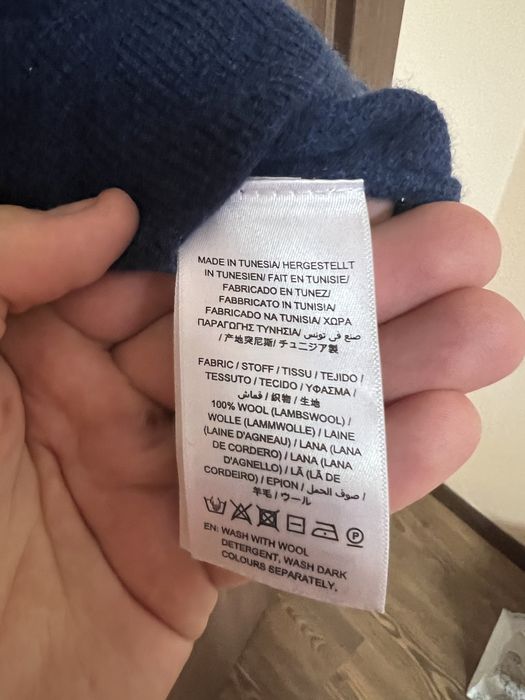 MADE IN TUNESIA/ HERGESTELLT
IN TUNESIEN/ FAIT EN TUNISIE/
FABRICADO EN TUNEZ/
FABBRICATO IN TUNISIA/
FABRICADO NA TUNISIA/ ΧΩΡΑ
ΠΑΡΑΓΩΓΗΣ ΤΥΝΗΣΙΑ/ صنع في تونس
/ 产地突尼斯/ チュニジア製
FABRIC / STOFF / TISSU / TEJIDO /
TESSUTO / TECIDO / ΥΦΑΣΜΑ /
قماش / 织物 / 生地
100% WOOL (LAMBSWOOL) /
WOLLE (LAMMWOLLE) / LAINE
(LAINE D'AGNEAU) / LANA (LANA
DE CORDERO) / LANA (LANA
D'AGNELLO) / LÃ (LÃ DE
CORDEIRO) / ΕΡΙΟΝ / صوف الحمل /
羊毛 / ウール
P
EN: WASH WITH WOOL
DETERGENT, WASH DARK
COLOURS SEPARATELY.